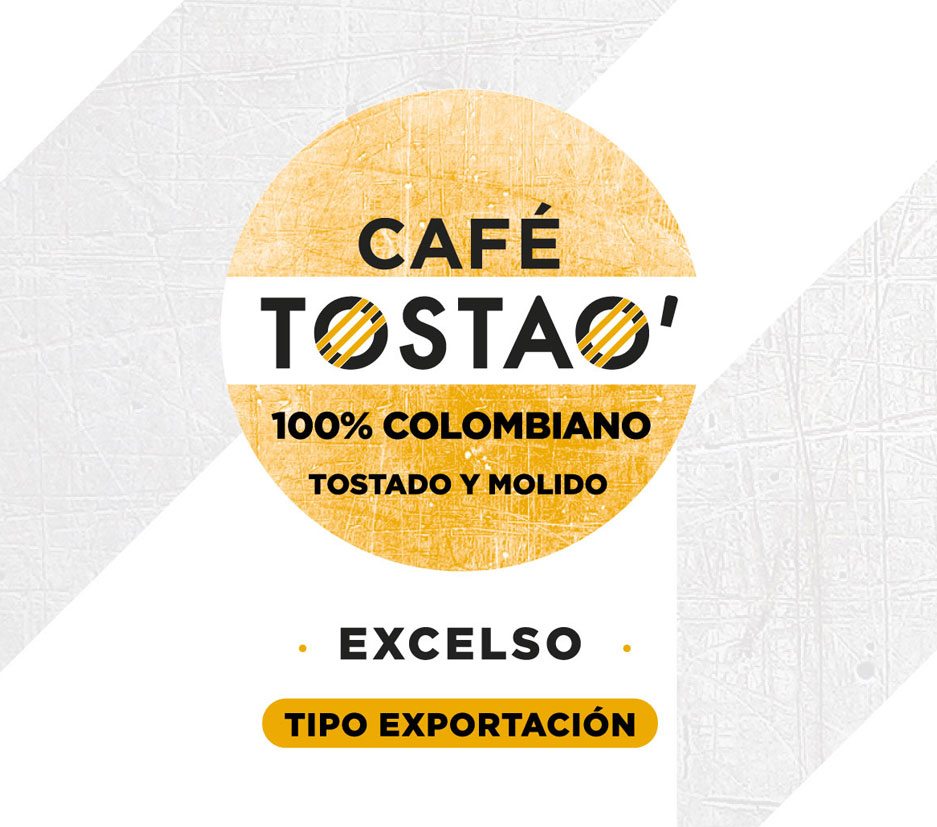 CAFÉ
TOSTAO'
100% COLOMBIANO
TOSTADO Y MOLIDO
· EXCELSO ·
TIPO EXPORTACIÓN